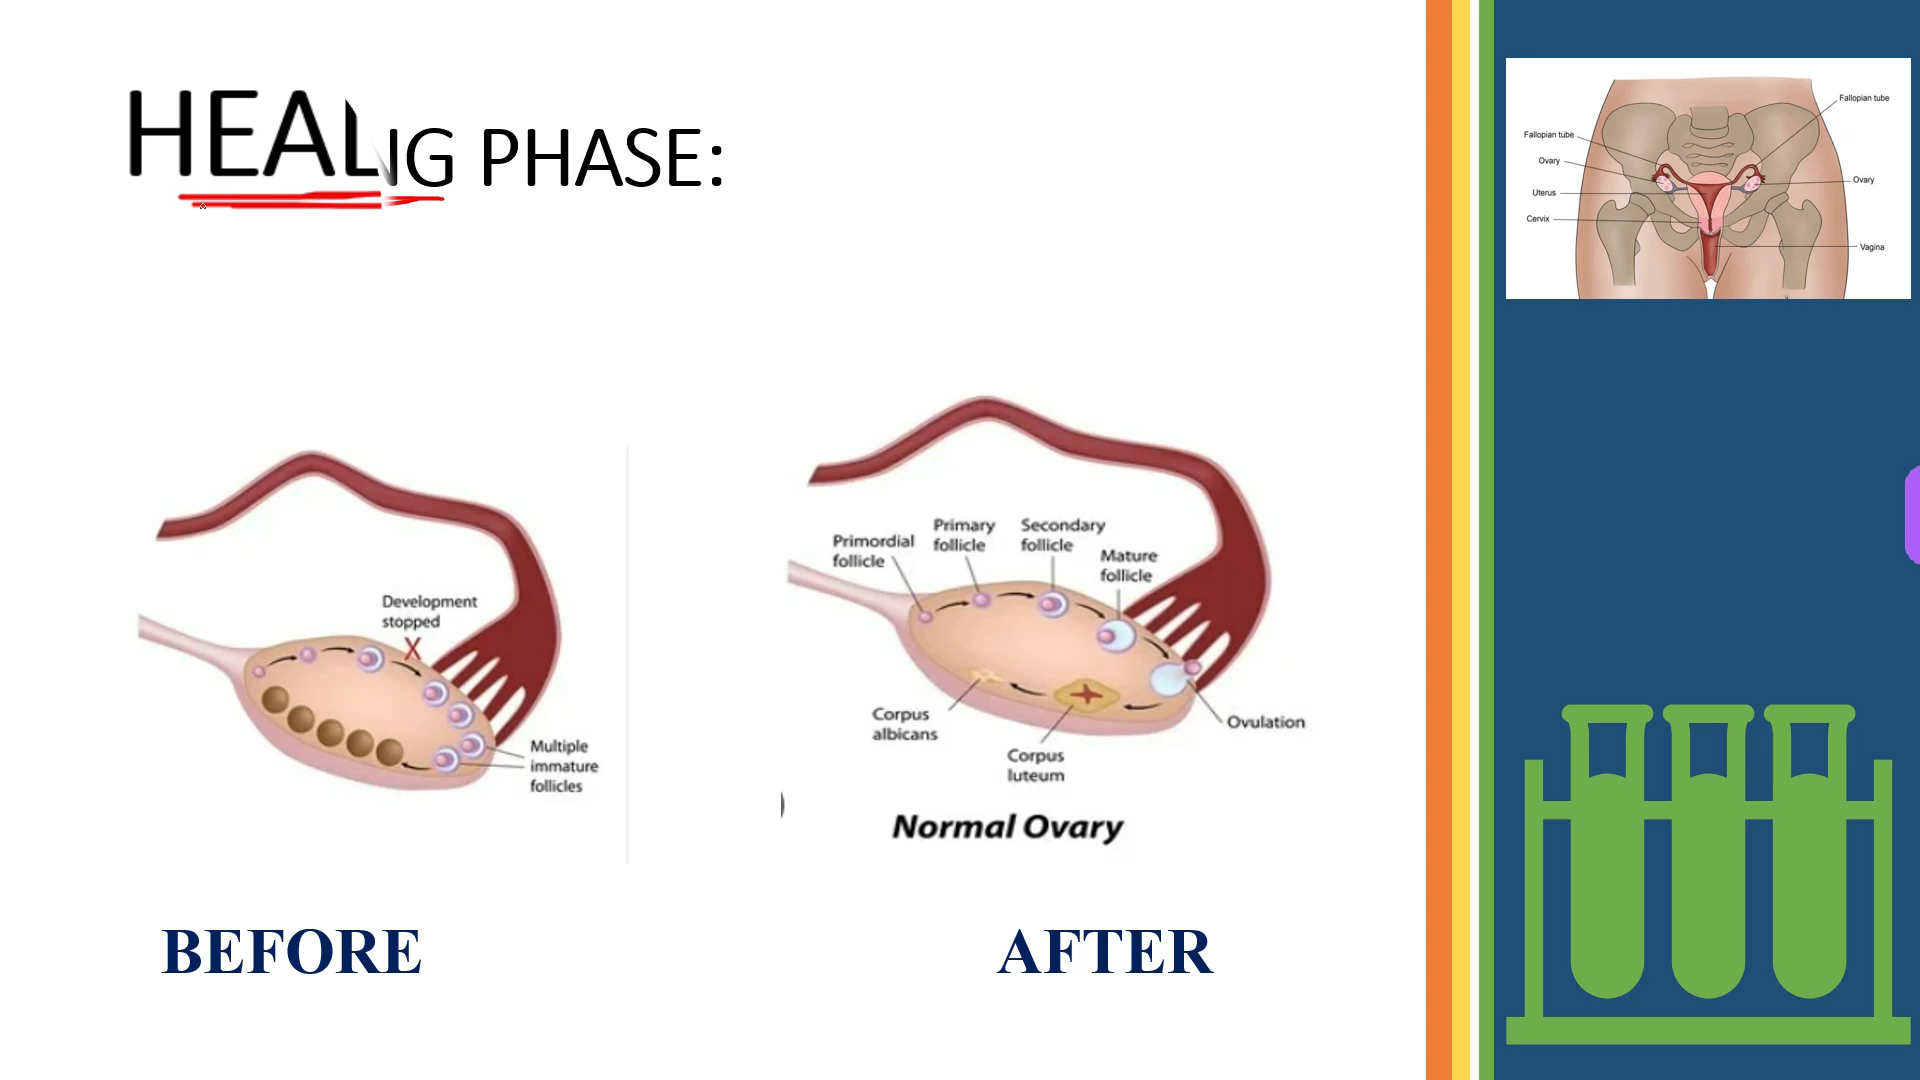 HEALIG PHASE:
Fallopian tube
Fallopian tube
Ovary
Ovary
Uterus
Cervix
Vagina
Development
stopped
X
Multiple
immature
follicles
Primordial
follicle
Primary
follicle
Secondary
follicle
Mature
follicle
Corpus
albicans
Corpus
luteum
Ovulation
Normal Ovary
BEFORE
AFTER